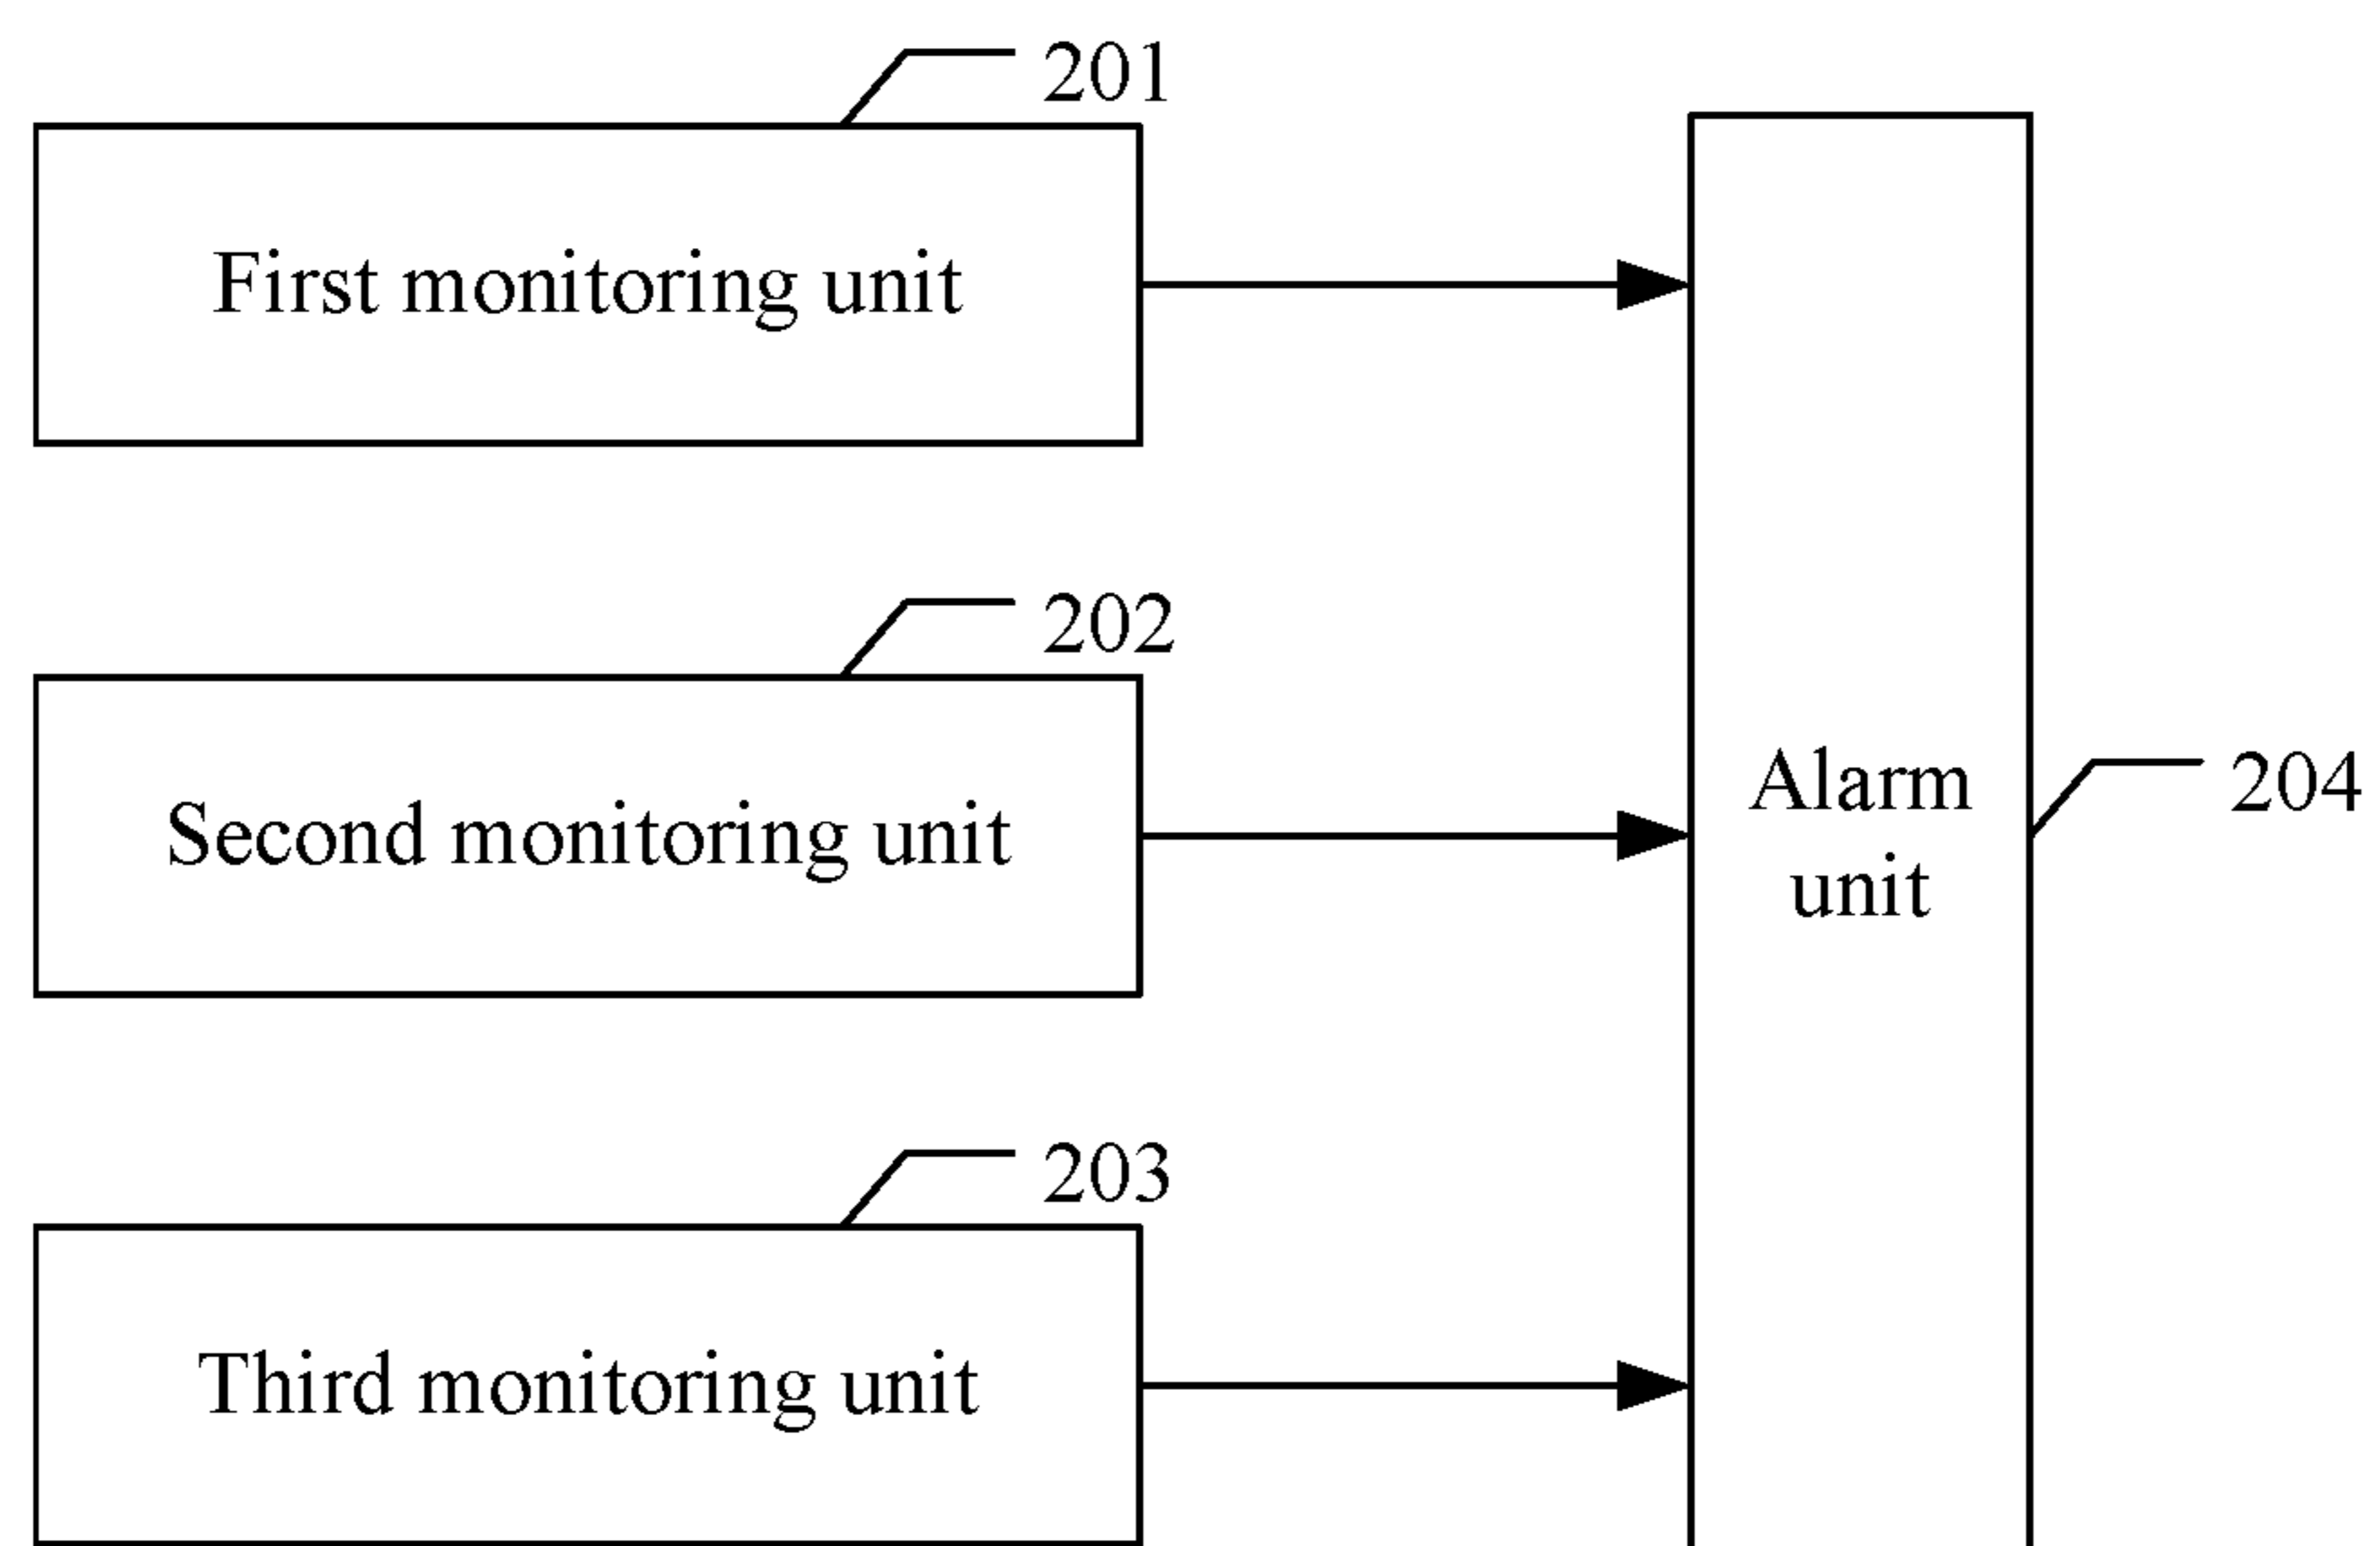 201
First monitoring unit
202
Second monitoring unit
203
Third monitoring unit
Alarm
unit
204